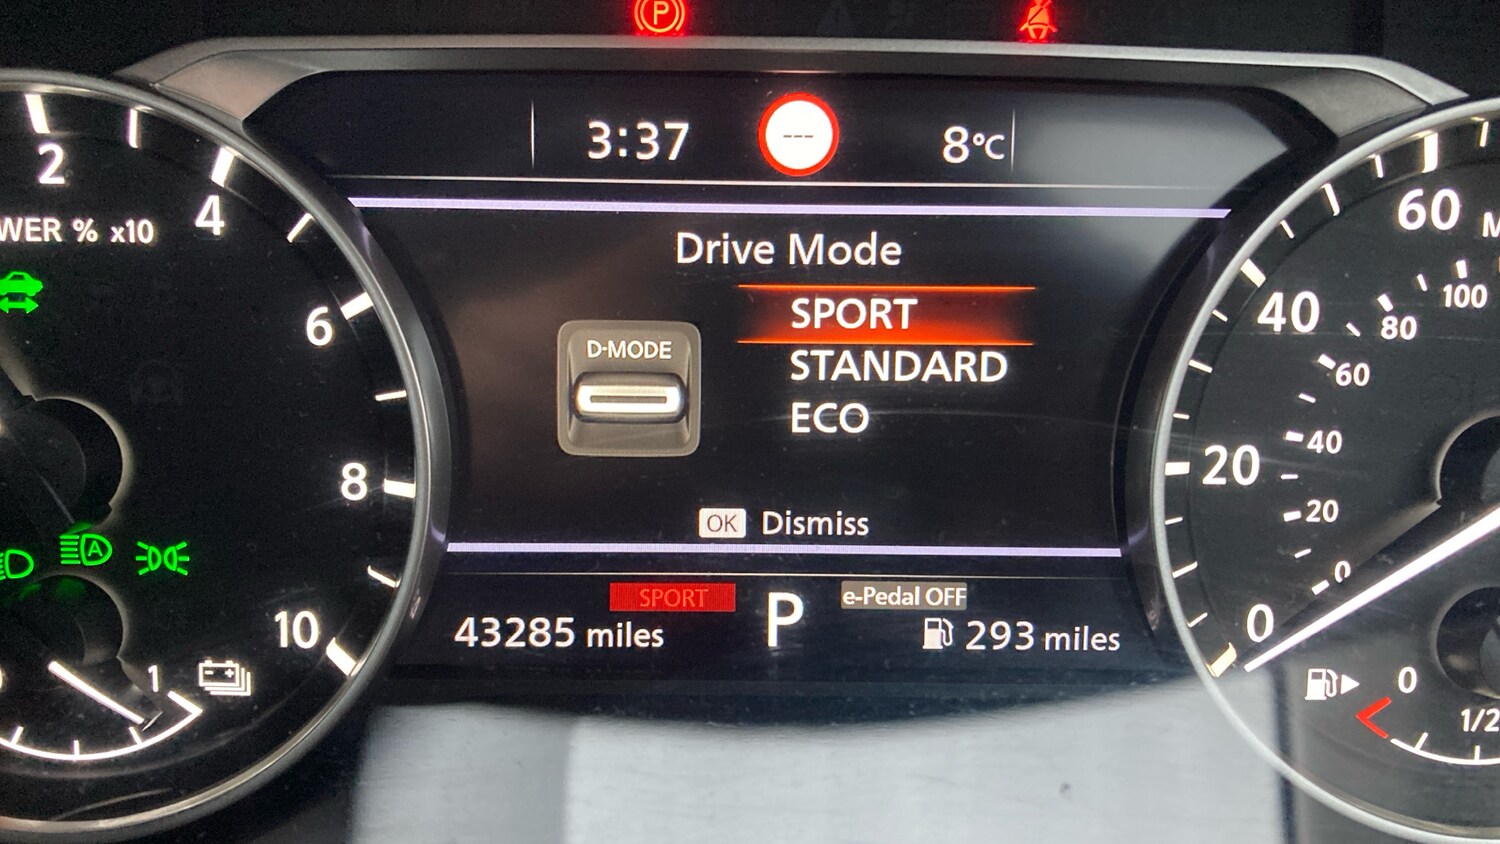 P
3:37
---
8°C
2
4
6
8
10
WER % x10
A
1
Drive Mode
SPORT
STANDARD
ECO
D-MODE
OK Dismiss
SPORT
P
e-Pedal OFF
43285 miles
293 miles
60
40
20
0
100
80
60
40
20
0
0
1/2